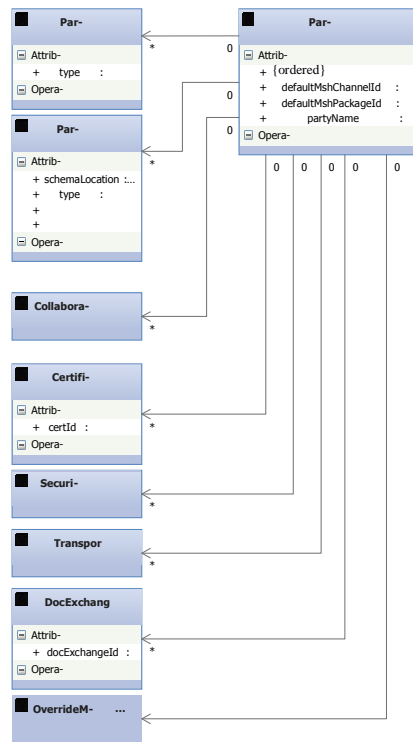 Par-
Attrib-
+ type :
Opera-
*
Par-
Attrib-
+ schemaLocation :...
+ type :
+
+
Opera-
*
Collabora-
*
Certifi-
Attrib-
+ certId :
Opera-
*
Securi-
*
Transpor
*
DocExchang
Attrib-
+ docExchangeId :
Opera-
*
OverrideM- ...
Par-
Attrib-
+ {ordered}
+ defaultMshChannelId :
+ defaultMshPackageId :
+ partyName :
Opera-
0
0
0
0 0 0 0 0